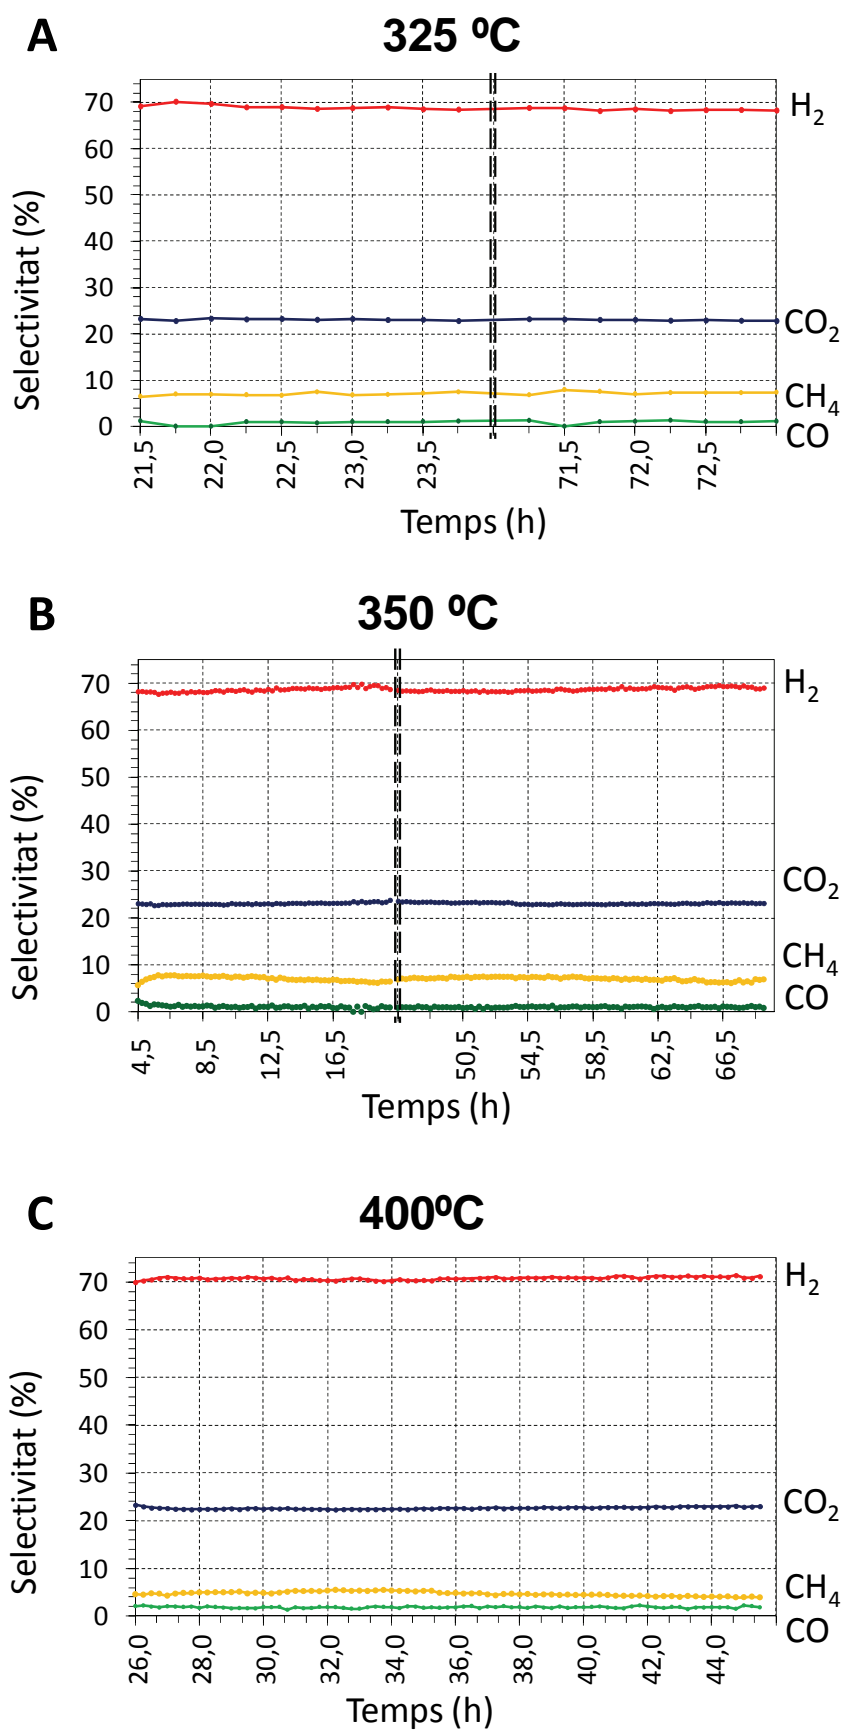 A
325 ºC
Selectivitat (%)
70
60
50
40
30
20
10
0
H2
CO2
CH4
CO
21,5
22,0
22,5
23,0
23,5
71,5
72,0
72,5
Temps (h)
B
350 ºC
Selectivitat (%)
70
60
50
40
30
20
10
0
H2
CO2
CH4
CO
4,5
8,5
12,5
16,5
50,5
54,5
58,5
62,5
66,5
Temps (h)
C
400ºC
Selectivitat (%)
70
60
50
40
30
20
10
0
H2
CO2
CH4
CO
26,0
28,0
30,0
32,0
34,0
36,0
38,0
40,0
42,0
44,0
Temps (h)